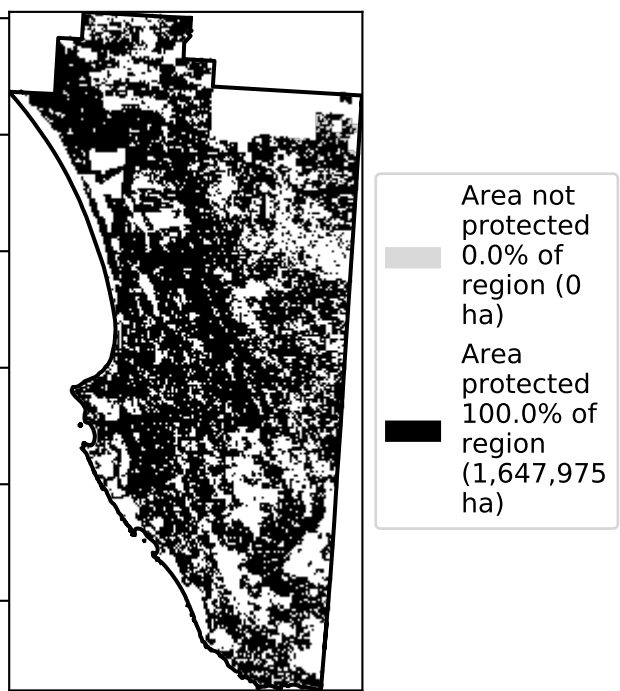 Area not
protected
0.0% of
region (0
ha)
Area
protected
100.0% of
region
(1,647,975
ha)